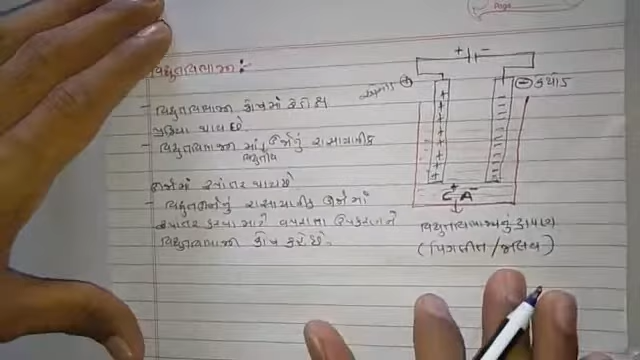 વિદ્યુતવિભાજન :-
- વિદ્યુતવિભાજન કોષમાં
પ્રક્રિયા થાય છે.
- વિદ્યુતવિભાજન માં ઊર્જાનું રાસાયણિક
વિદ્યુતીય
ઊર્જામાં રૂપાંતર થાય છે
- વિદ્યુતઊર્જાનું રાસાયણિક ઊર્જામાં
રૂપાંતર કરવા માટે વપરાતા ઉપકરણને
વિદ્યુતવિભાજન કોષ કહે છે.
+ -
એનોડ +
- કેથોડ
C+ A-
વિદ્યુતવિભાજ્યનું દ્રાવણ
(પિગલીત / જલિય)
Page